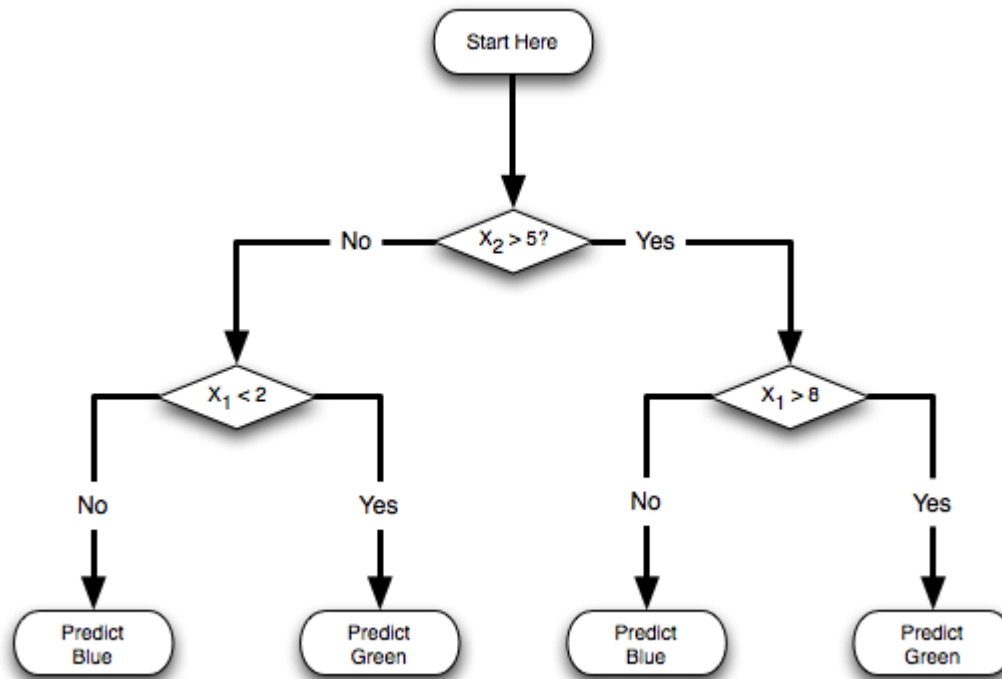 Start Here
No
X₂ > 5?
Yes
X₁ < 2
X₁ > 8
No
Yes
No
Yes
Predict
Blue
Predict
Green
Predict
Blue
Predict
Green